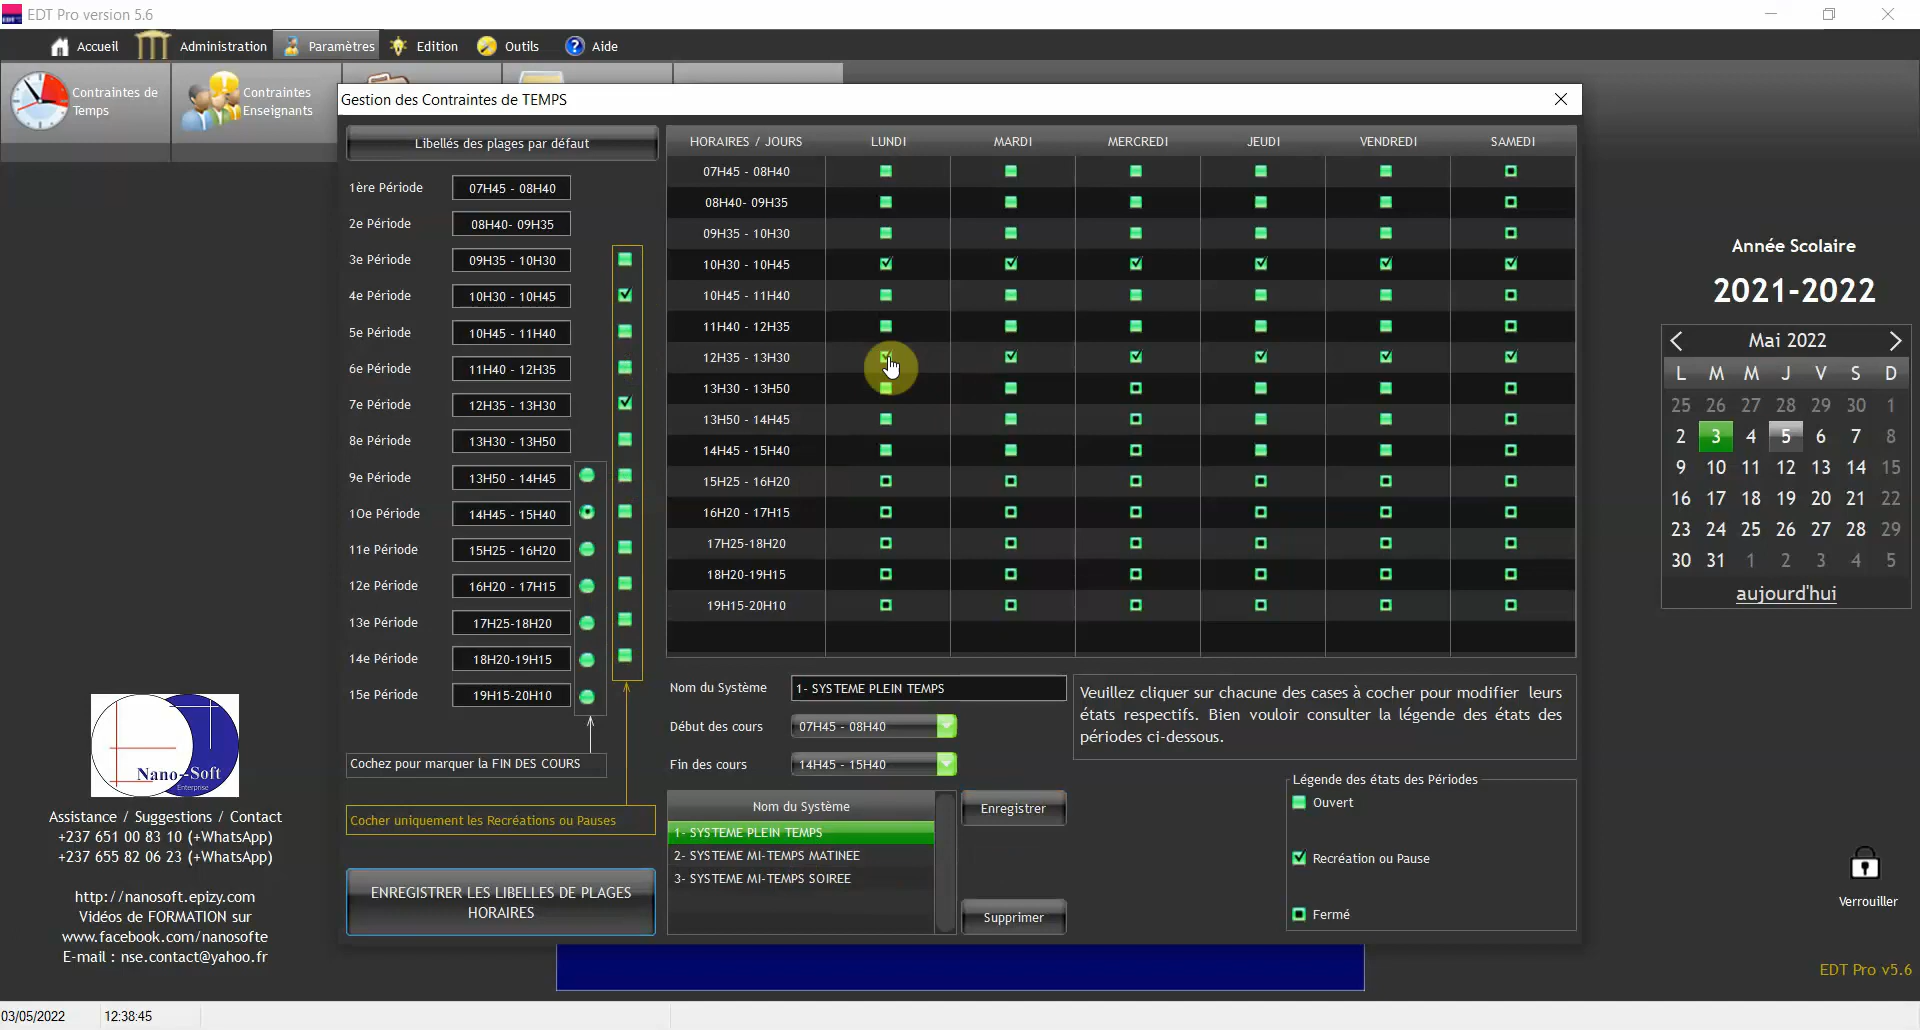 EDT Pro version 5.6
Accueil
Administration
Paramètres
Edition
Outils
Aide
Contraintes de
Temps
Contraintes
Enseignants
Gestion des Contraintes de TEMPS
Libellés des plages par défaut
1ère Période 07H45 - 08H40
2e Période 08H40- 09H35
3e Période 09H35 - 10H30
4e Période 10H30 - 10H45
5e Période 10H45 - 11H40
6e Période 11H40 - 12H35
7e Période 12H35 - 13H30
8e Période 13H30 - 13H50
9e Période 13H50 - 14H45
10e Période 14H45 - 15H40
11e Période 15H25 - 16H20
12e Période 16H20 - 17H15
13e Période 17H25-18H20
14e Période 18H20-19H15
15e Période 19H15-20H10
Cochez pour marquer la FIN DES COURS
Cocher uniquement les Recréations ou Pauses
ENREGISTRER LES LIBELLES DE PLAGES
HORAIRES
HORAIRES / JOURS LUNDI MARDI MERCREDI JEUDI VENDREDI SAMEDI
07H45 - 08H40
08H40- 09H35
09H35 - 10H30
10H30 - 10H45
10H45 - 11H40
11H40 - 12H35
12H35 - 13H30
13H30 - 13H50
13H50 - 14H45
14H45 - 15H40
15H25 - 16H20
16H20 - 17H15
17H25-18H20
18H20-19H15
19H15-20H10
Nom du Système 1- SYSTEME PLEIN TEMPS
Début des cours 07H45 - 08H40
Fin des cours 14H45 - 15H40
Nom du Système
1- SYSTEME PLEIN TEMPS
2- SYSTEME MI-TEMPS MATINEE
3- SYSTEME MI-TEMPS SOIREE
Enregistrer
Supprimer
Veuillez cliquer sur chacune des cases à cocher pour modifier leurs
états respectifs. Bien vouloir consulter la légende des états des
périodes ci-dessous.
Légende des états des Périodes
Ouvert
Recréation ou Pause
Fermé
Année Scolaire
2021-2022
Mai 2022
L M M J V S D
25 26 27 28 29 30 1
2 3 4 5 6 7 8
9 10 11 12 13 14 15
16 17 18 19 20 21 22
23 24 25 26 27 28 29
30 31 1 2 3 4 5
aujourd'hui
Verrouiller
EDT Pro v5.6
Nano-Soft
Enterprise
Assistance / Suggestions / Contact
+237 651 00 83 10 (+WhatsApp)
+237 655 82 06 23 (+WhatsApp)
http://nanosoft.epizy.com
Vidéos de FORMATION sur
www.facebook.com/nanosofte
E-mail : nse.contact@yahoo.fr
03/05/2022 12:38:45